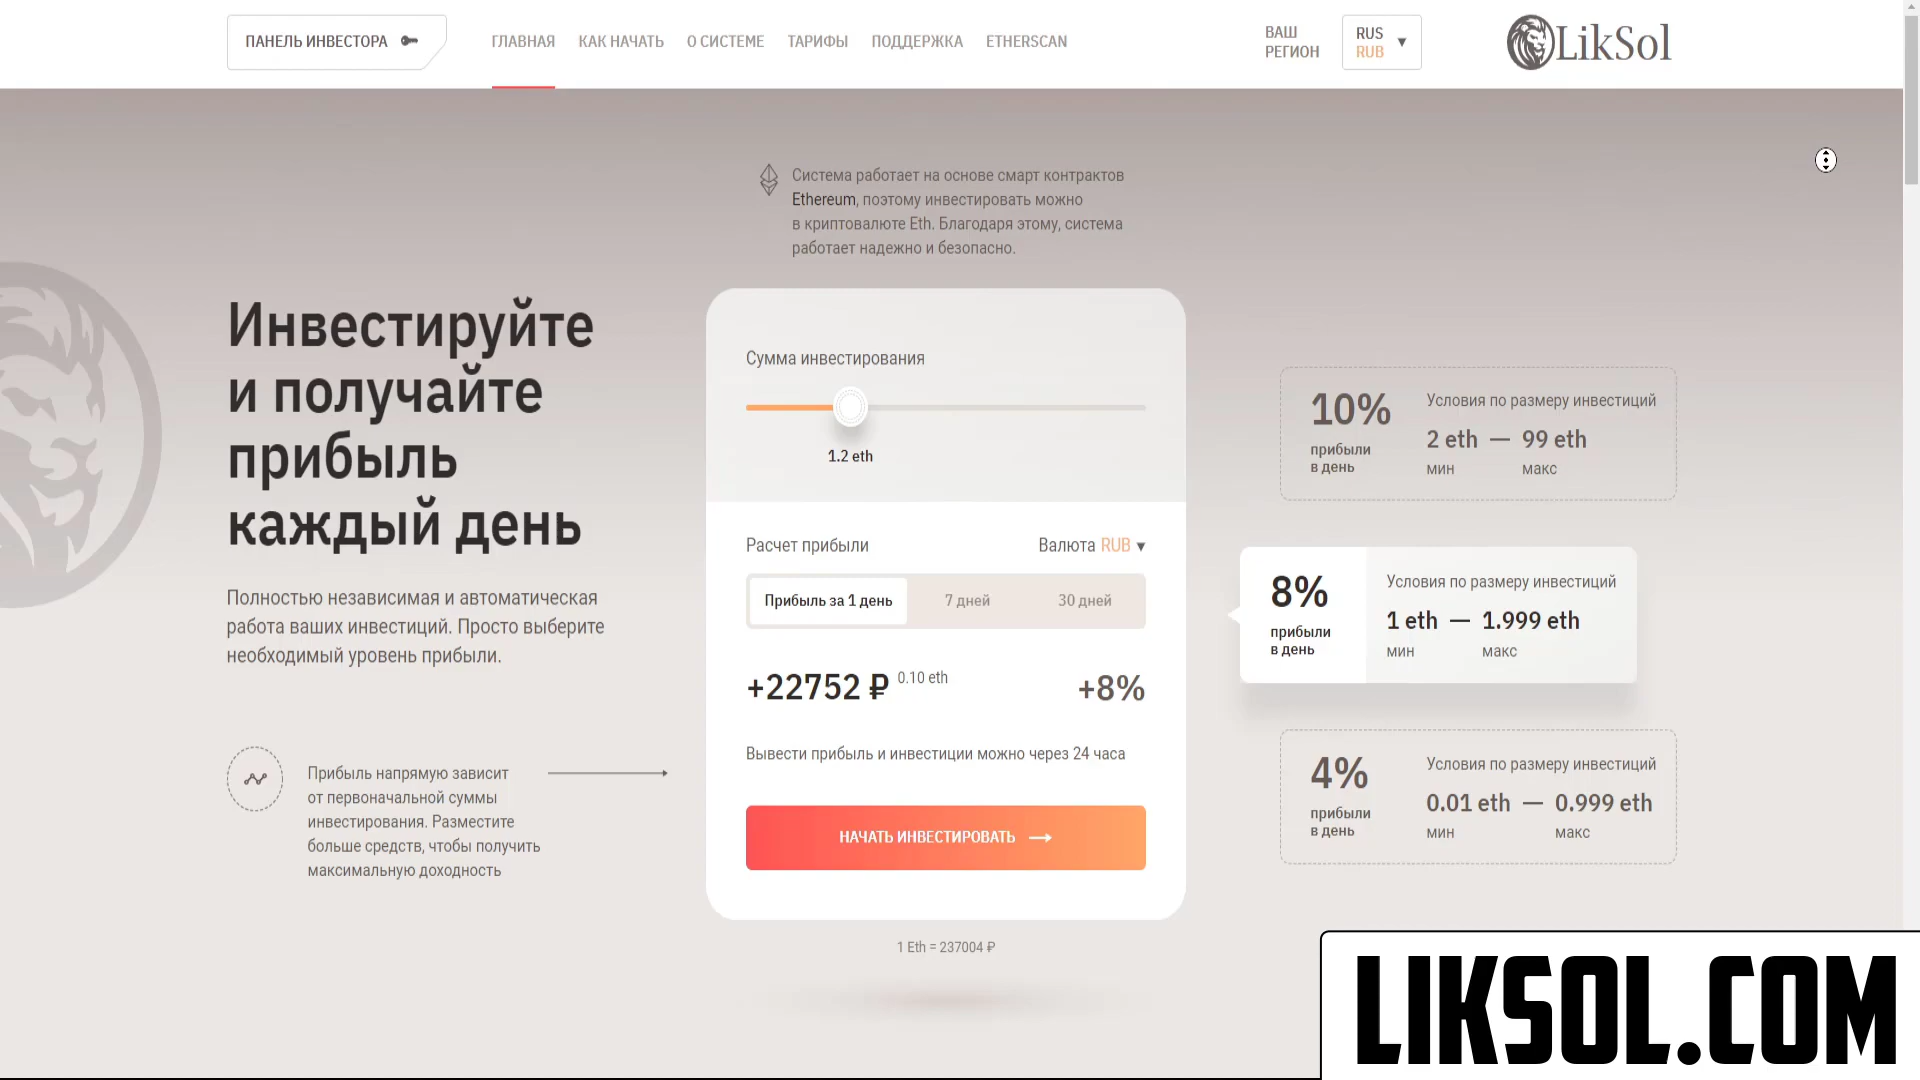 ПАНЕЛЬ ИНВЕСТОРА
ГЛАВНАЯ КАК НАЧАТЬ О СИСТЕМЕ ТАРИФЫ ПОДДЕРЖКА ETHERSCAN
ВАШ
РЕГИОН
RUS
RUB
LikSol
Система работает на основе смарт контрактов
Ethereum, поэтому инвестировать можно
в криптовалюте Eth. Благодаря этому, система
работает надежно и безопасно.
Инвестируйте
и получайте
прибыль
каждый день
Полностью независимая и автоматическая
работа ваших инвестиций. Просто выберите
необходимый уровень прибыли.
Прибыль напрямую зависит
от первоначальной суммы
инвестирования. Разместите
больше средств, чтобы получить
максимальную доходность
Сумма инвестирования
1.2 eth
Расчет прибыли Валюта RUB
Прибыль за 1 день 7 дней 30 дней
+22752 ₽ 0.10 eth +8%
Вывести прибыль и инвестиции можно через 24 часа
НАЧАТЬ ИНВЕСТИРОВАТЬ
1 Eth = 237004 ₽
10%
прибыли
в день
Условия по размеру инвестиций
2 eth — 99 eth
мин макс
8%
прибыли
в день
Условия по размеру инвестиций
1 eth — 1.999 eth
мин макс
4%
прибыли
в день
Условия по размеру инвестиций
0.01 eth — 0.999 eth
мин макс
LIKSOL.COM